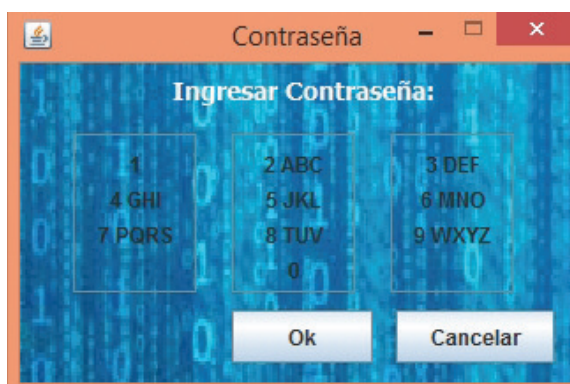 Contraseña
Ingresar Contraseña:
1
4 GHI
7 PQRS
2 ABC
5 JKL
8 TUV
0
3 DEF
6 MNO
9 WXYZ
Ok
Cancelar